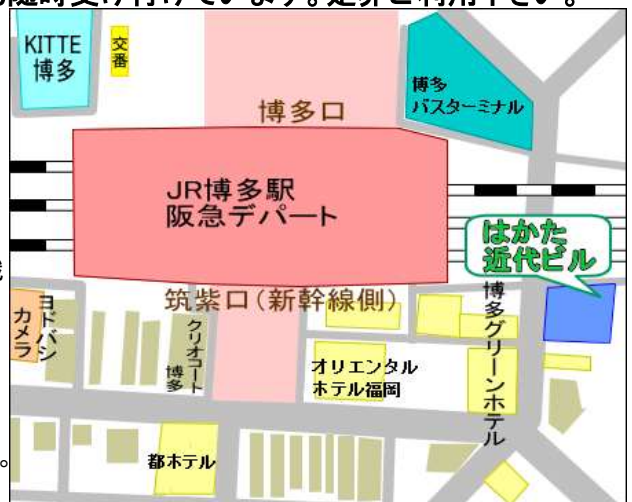 随時受け付けています。是非ご利用下さい。
KITTE
博多
交番
博多
バスターミナル
博多口
JR博多駅
阪急デパート
はかた
近代ビル
筑紫口(新幹線側)
ヨドバシ
カメラ
クリオコート
博多
オリエンタル
ホテル福岡
博多グリーンホテル
都ホテル
。